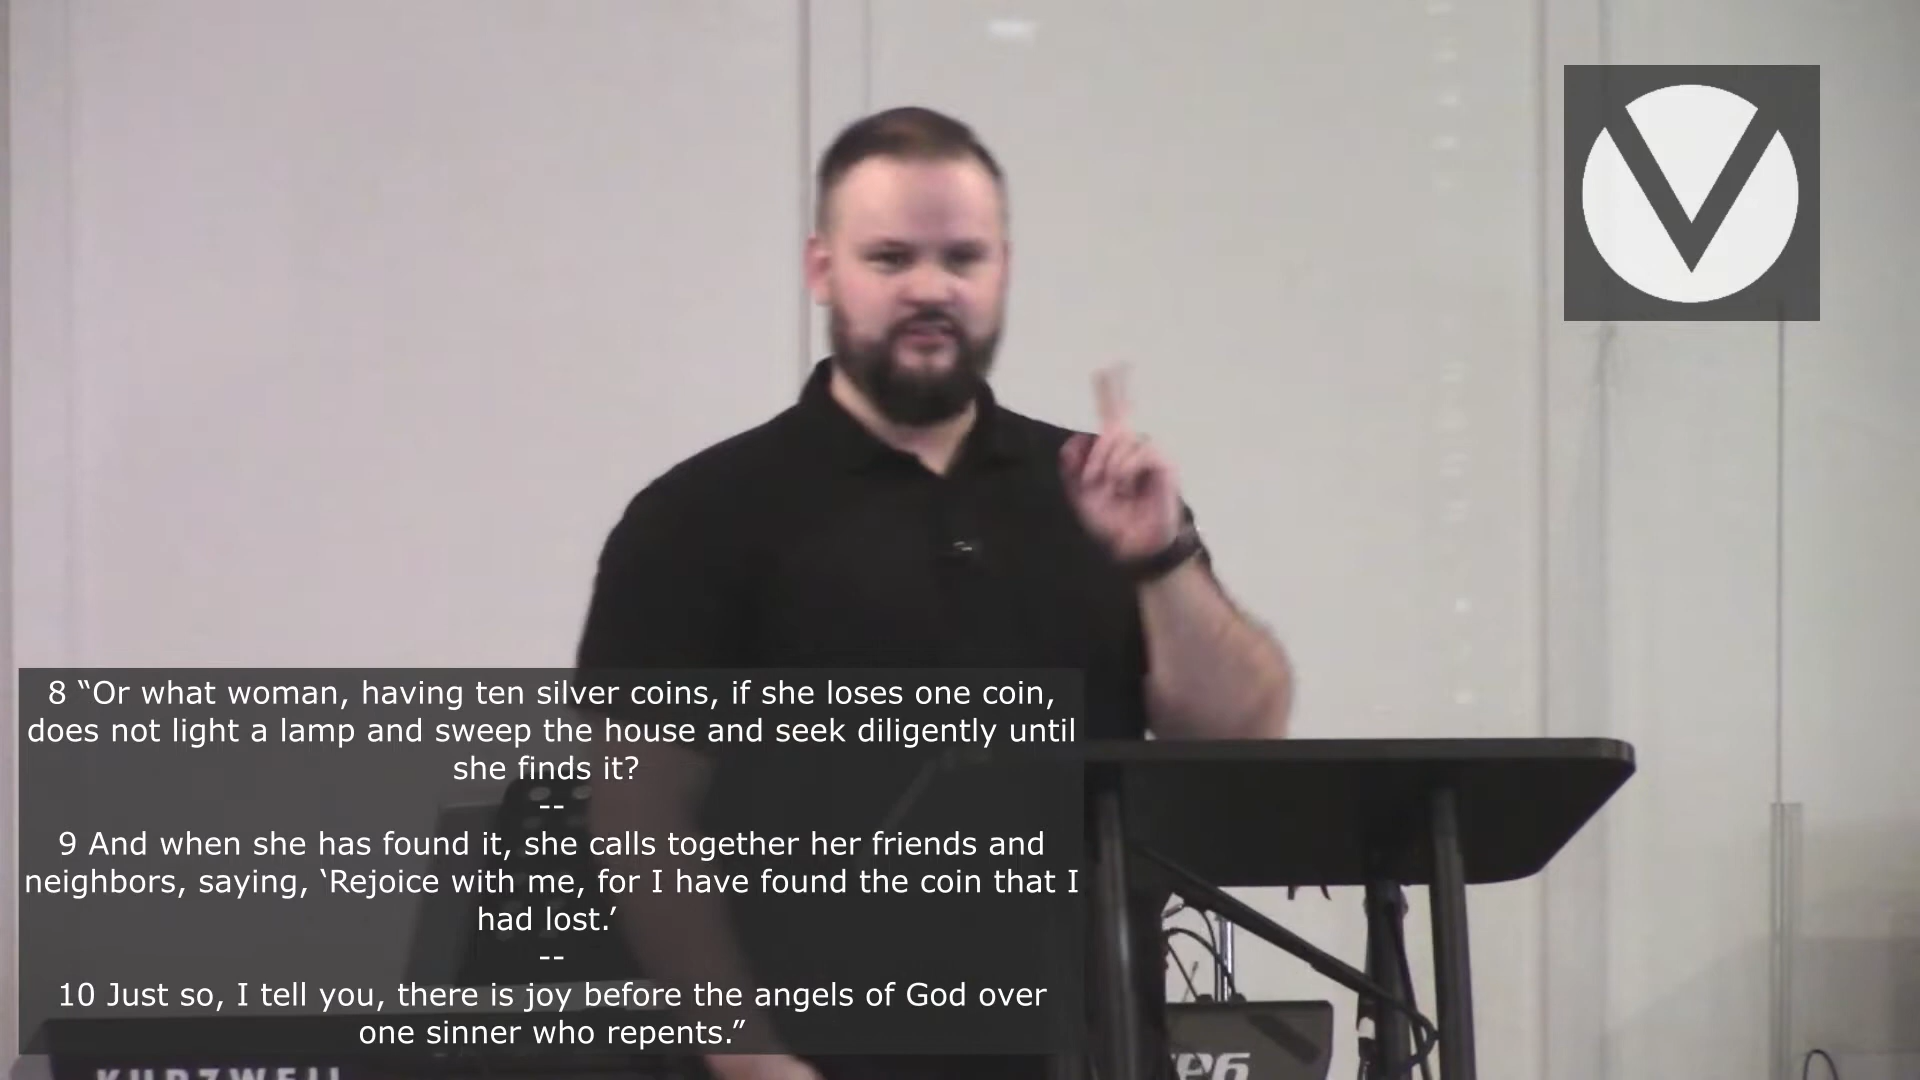 V
8 “Or what woman, having ten silver coins, if she loses one coin,
does not light a lamp and sweep the house and seek diligently until
she finds it?
--
9 And when she has found it, she calls together her friends and
neighbors, saying, ‘Rejoice with me, for I have found the coin that I
had lost.’
--
10 Just so, I tell you, there is joy before the angels of God over
one sinner who repents.”
KURZWEIL